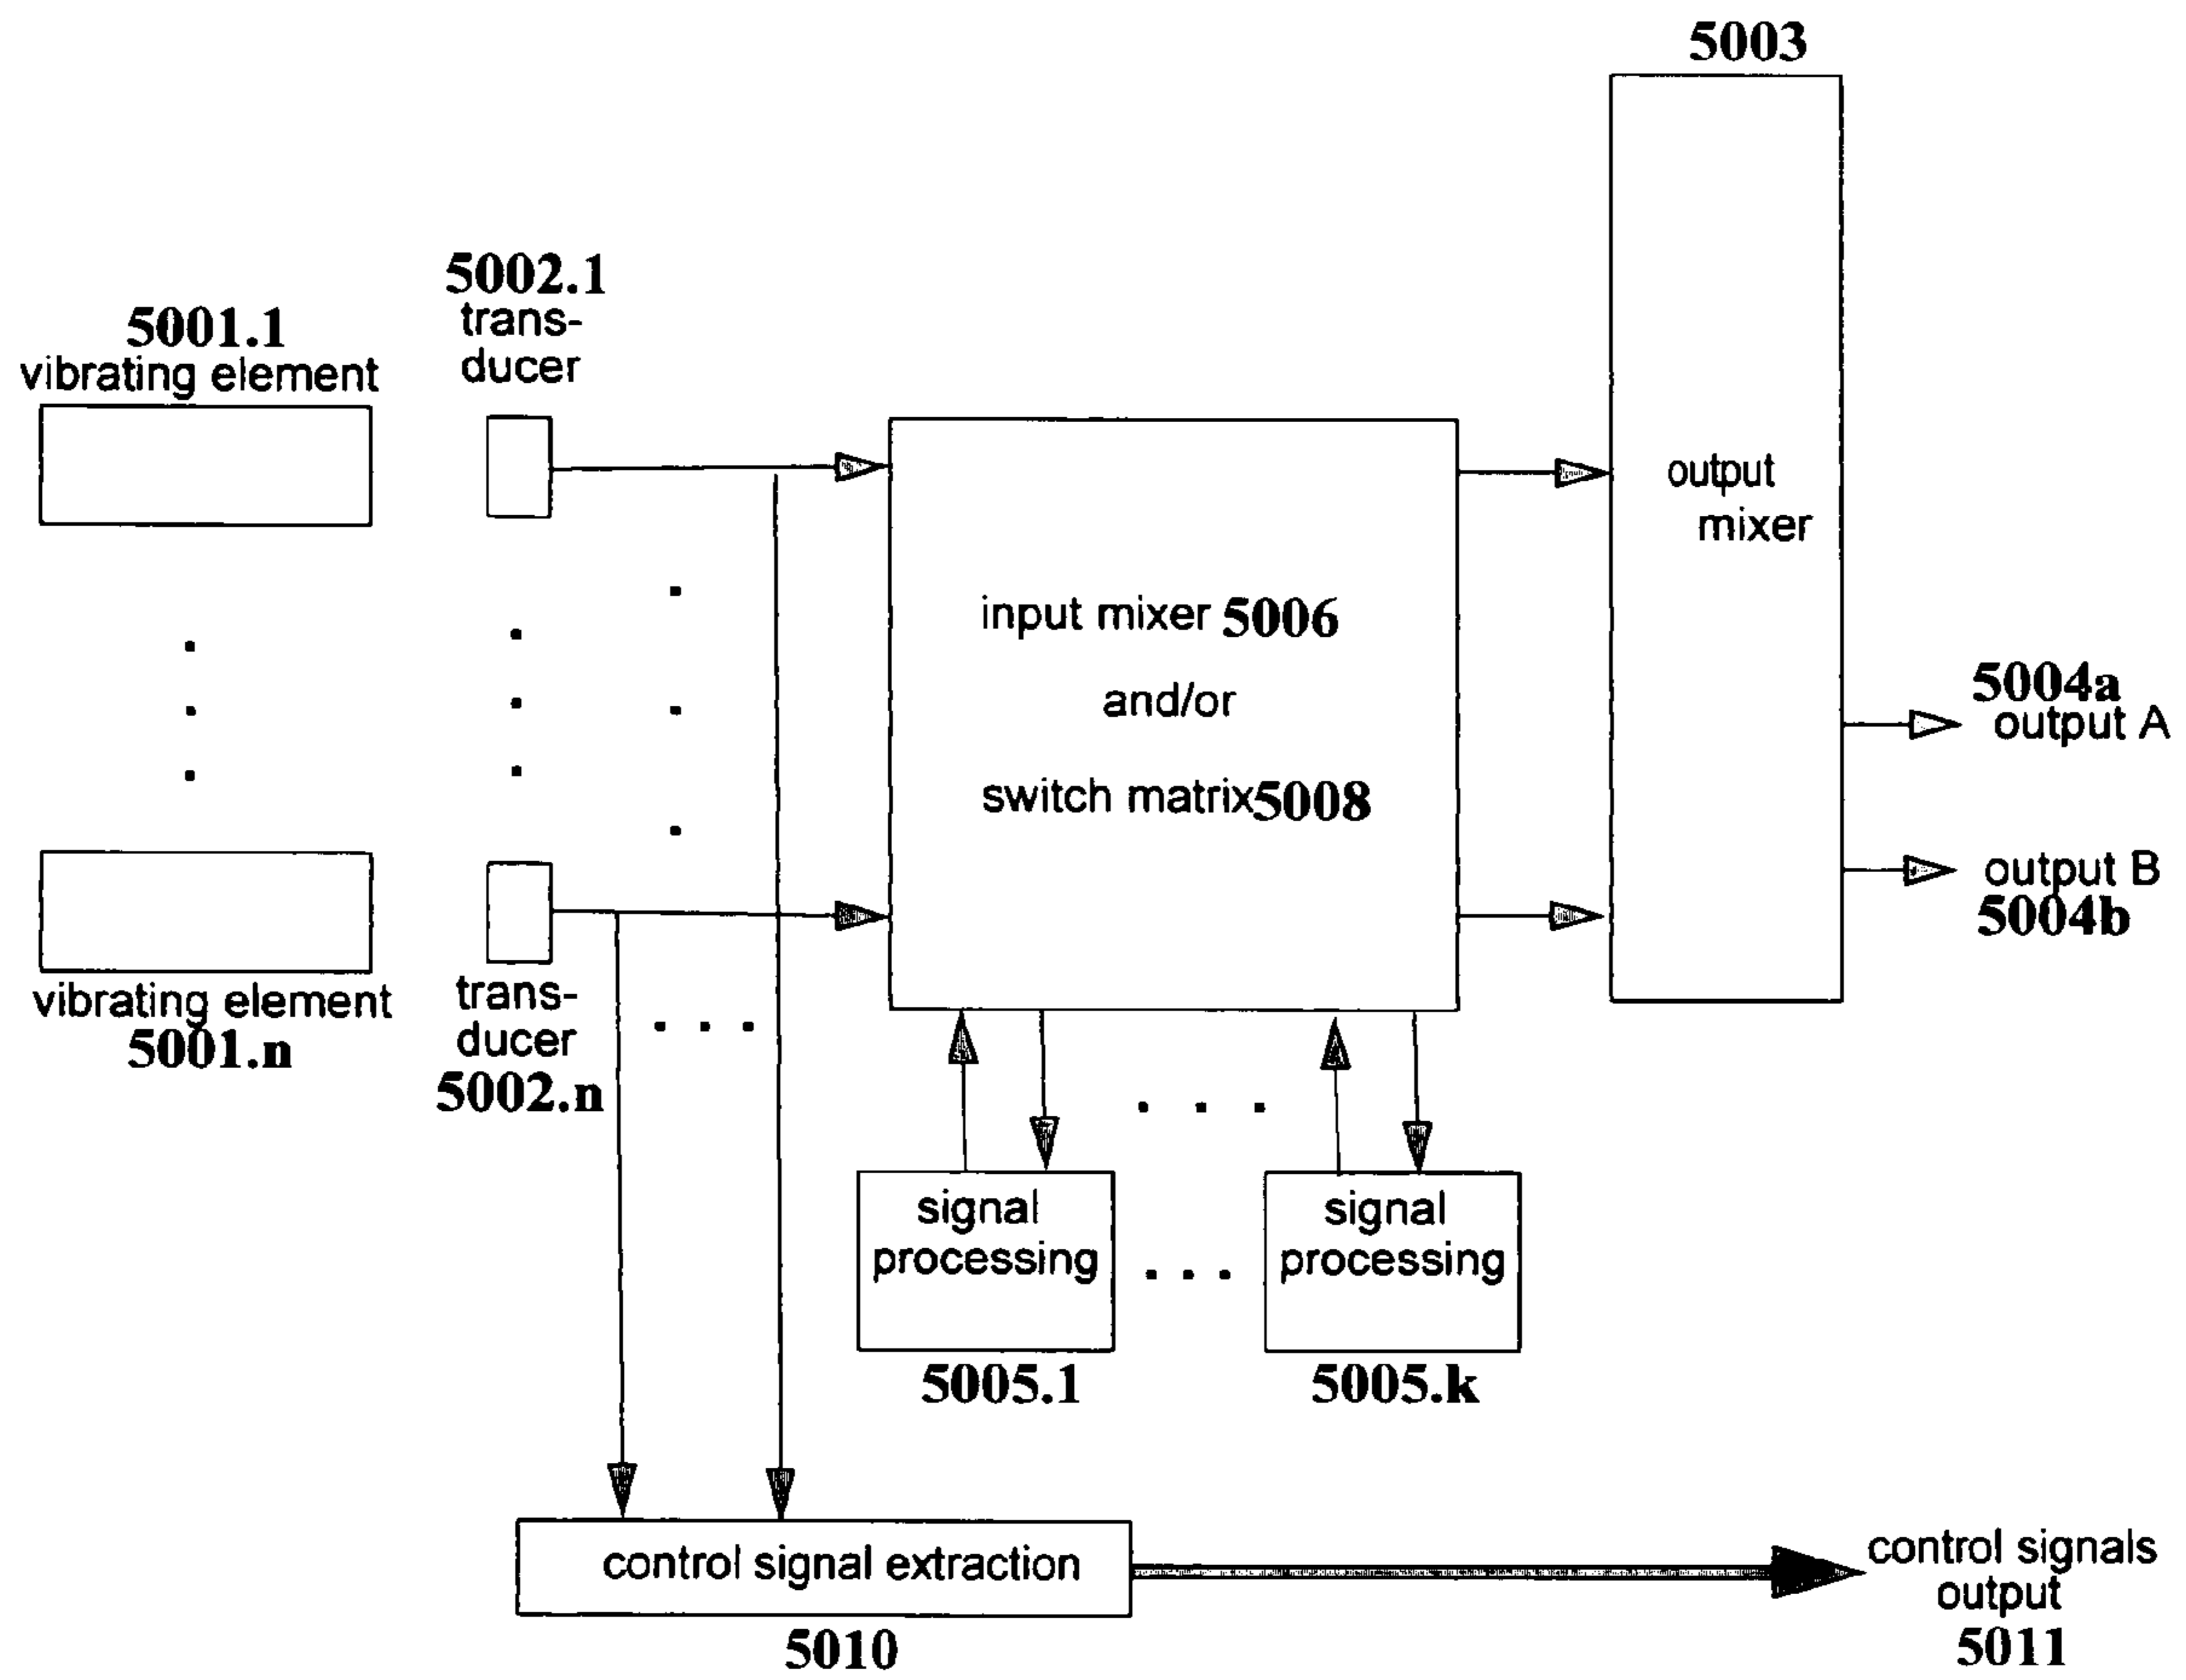 5003
5002.1
trans-
ducer
5001.1
vibrating element
output
mixer
input mixer 5006
and/or
switch matrix5008
5004a
output A
output B
5004b
vibrating element
5001.n
trans-
ducer
5002.n
signal
processing
5005.1
signal
processing
5005.k
control signal extraction
5010
control signals
output
5011